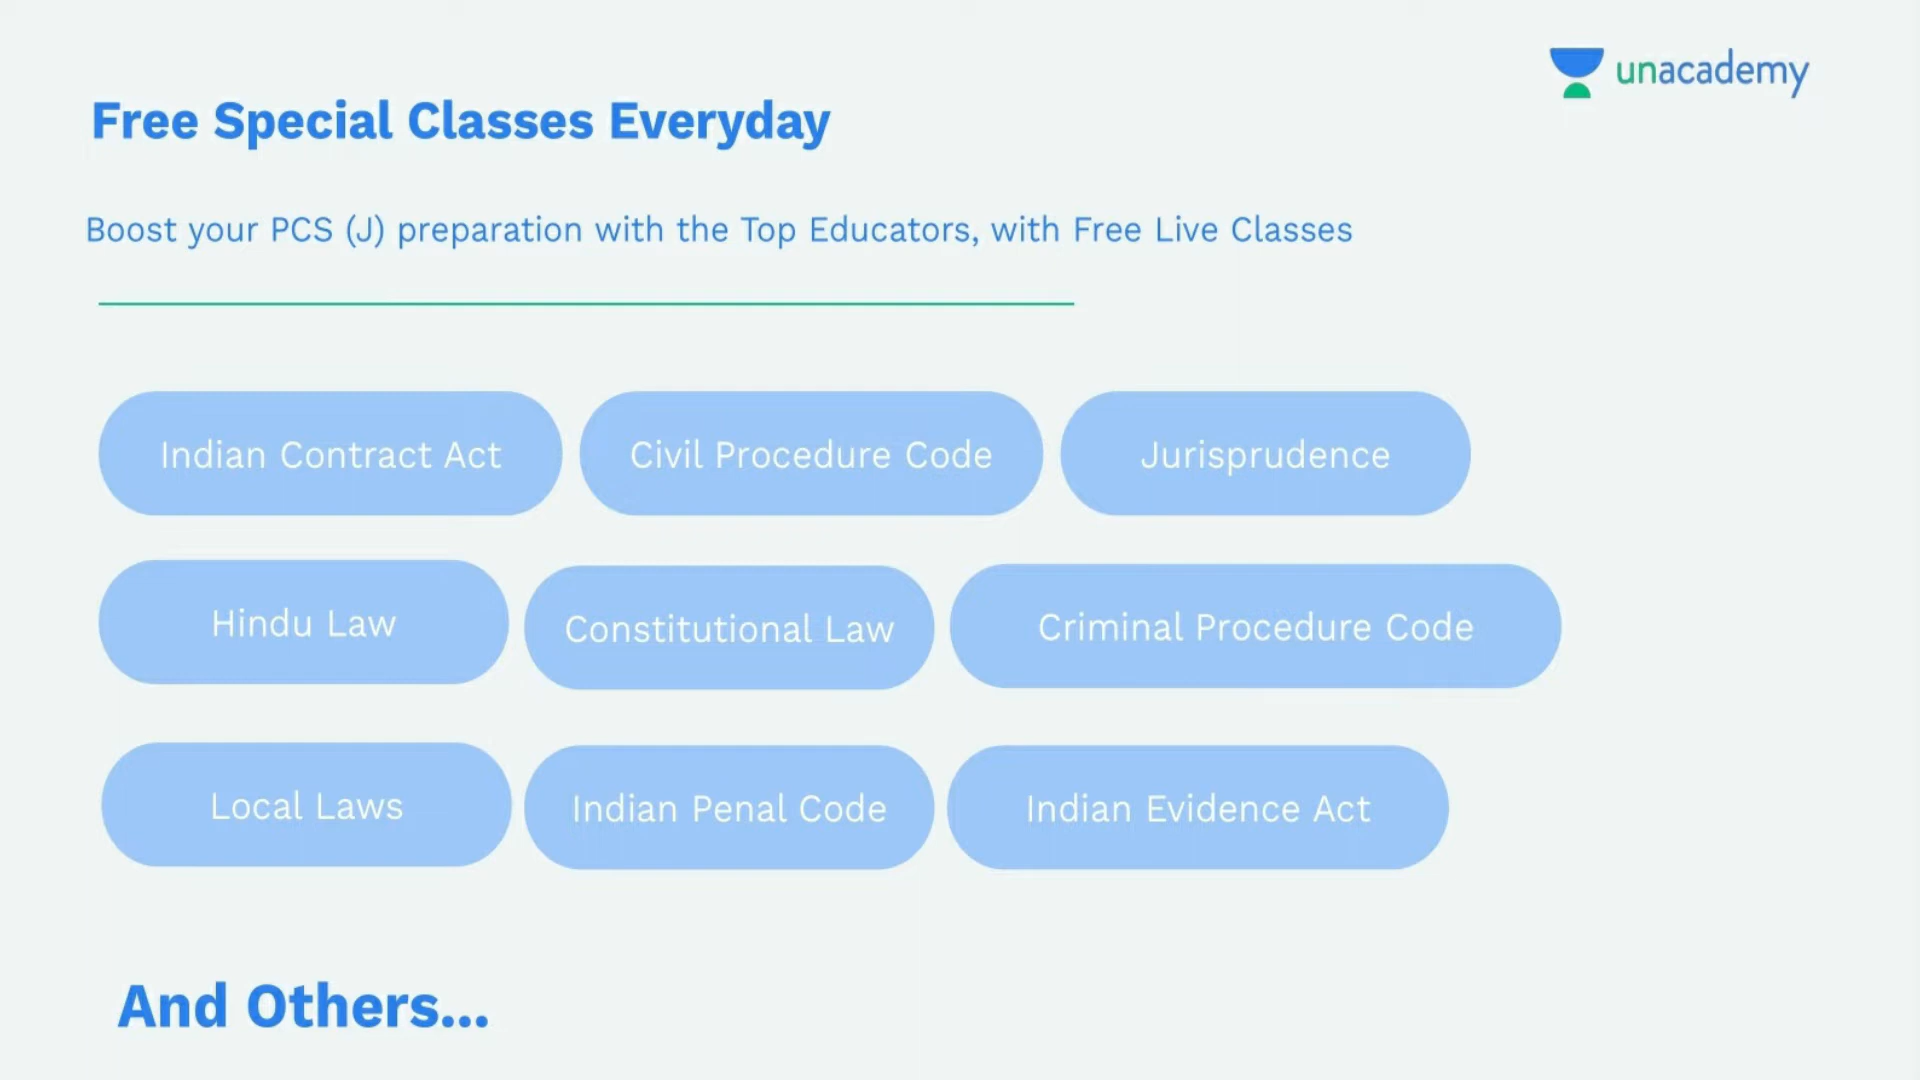 unacademy
Free Special Classes Everyday
Boost your PCS (J) preparation with the Top Educators, with Free Live Classes
Indian Contract Act
Civil Procedure Code
Jurisprudence
Hindu Law
Constitutional Law
Criminal Procedure Code
Local Laws
Indian Penal Code
Indian Evidence Act
And Others...